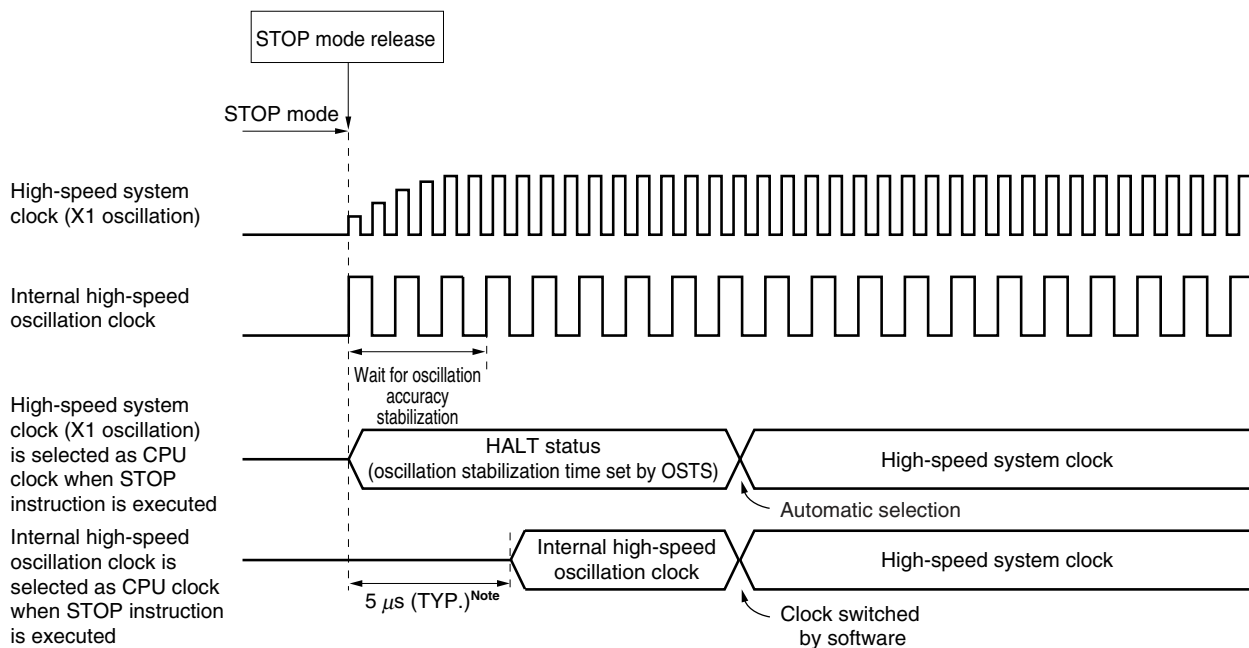 STOP mode release
STOP mode
High-speed system
clock (X1 oscillation)
Internal high-speed
oscillation clock
Wait for oscillation
accuracy
stabilization
High-speed system
clock (X1 oscillation)
is selected as CPU
clock when STOP
instruction is executed
HALT status
(oscillation stabilization time set by OSTS)
High-speed system clock
Automatic selection
Internal high-speed
oscillation clock is
selected as CPU clock
when STOP instruction
is executed
Internal high-speed
oscillation clock
High-speed system clock
5 μs (TYP.)Note
Clock switched
by software